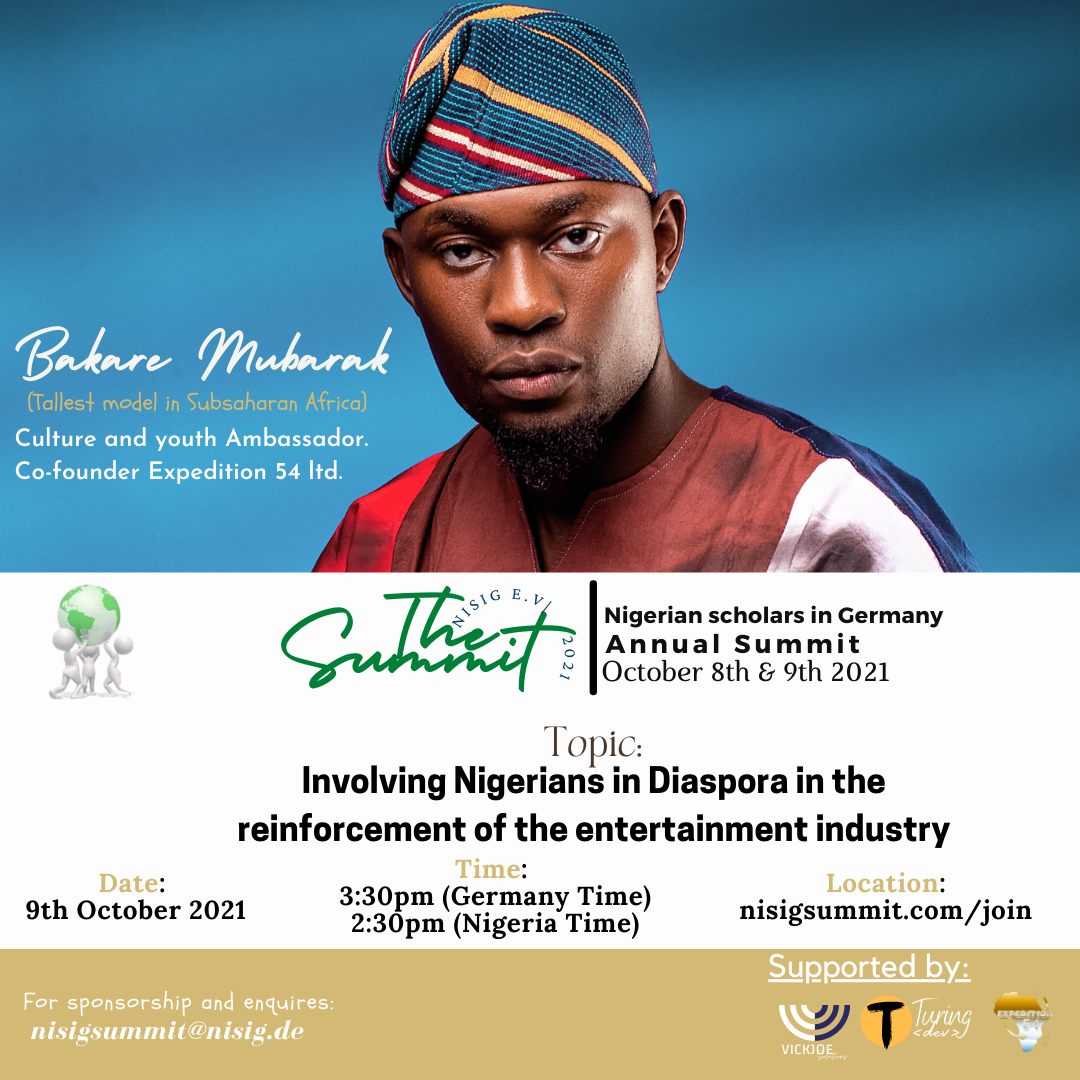 Bakare Mubarak
(Tallest model in Subsaharan Africa)
Culture and youth Ambassador.
Co-founder Expedition 54 ltd.
The
Summit
NISIG E.V/
2021
Nigerian scholars in Germany
Annual Summit
October 8th & 9th 2021
Topic:
Involving Nigerians in Diaspora in the
reinforcement of the entertainment industry
Date:
9th October 2021
Time:
3:30pm (Germany Time)
2:30pm (Nigeria Time)
Location:
nisigsummit.com/join
For sponsorship and enquires:
nisigsummit@nisig.de
Supported by:
VICKJOE
Solutions
T
Turing
<dev>
EXPEDITION